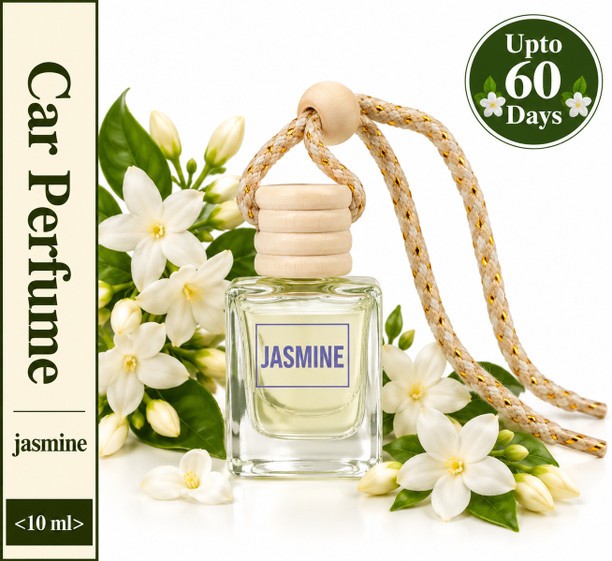 Car Perfume
jasmine
<10 ml>
Upto
60
Days
JASMINE